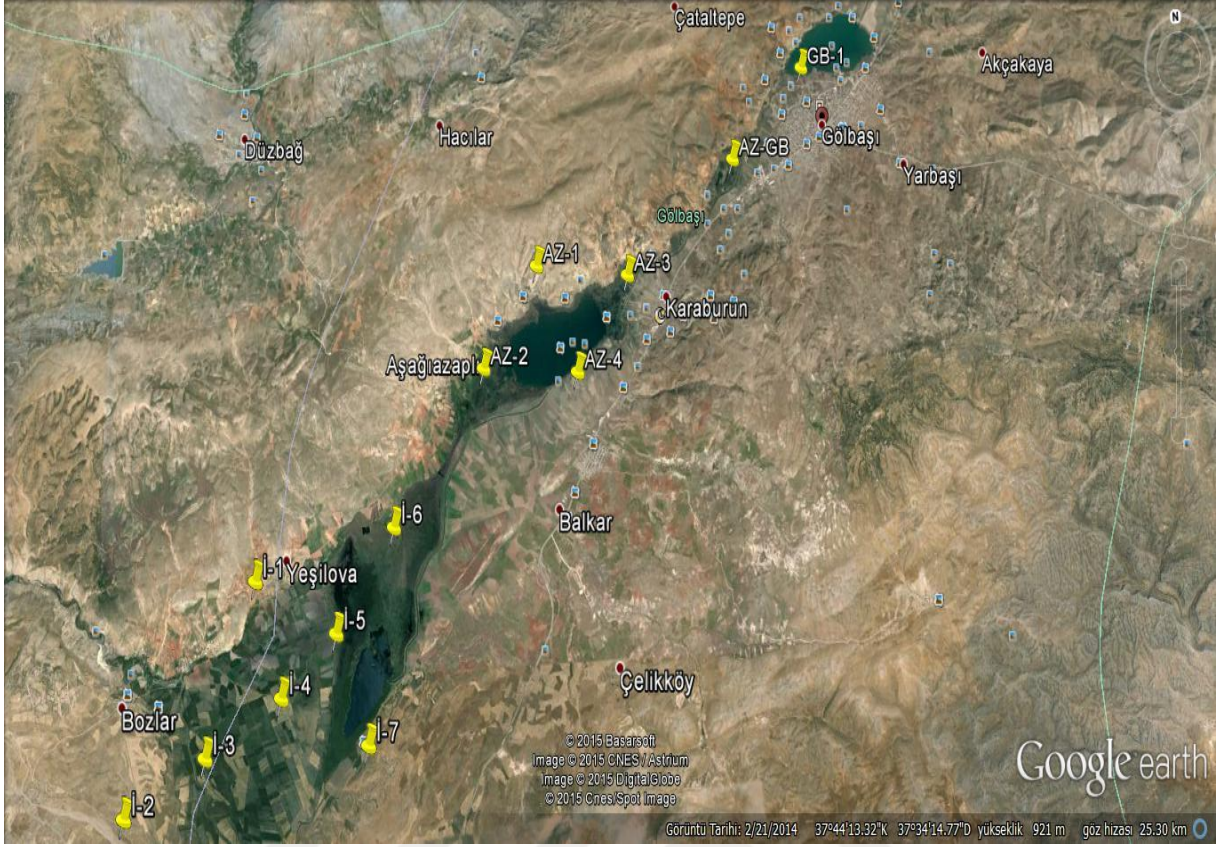 N
Çataltepe
GB-1
Akçakaya
Hacılar
Gölbaşı
Düzbağ
AZ-GB
Yarbaşı
Gölbaşı
AZ-1
AZ-3
Karaburun
Aşağıazapl
AZ-2
AZ-4
İ-6
Balkar
İ-1
Yeşilova
İ-5
Çelikköy
İ-4
Bozlar
İ-7
İ-3
İ-2
© 2015 Basarsoft
Image © 2015 CNES / Astrium
Image © 2015 DigitalGlobe
© 2015 Cnes/Spot Image
Google earth
Görüntü Tarihi: 2/21/2014 37°44'13.32"K 37°34'14.77"D yükseklik 921 m göz hizası 25.30 km